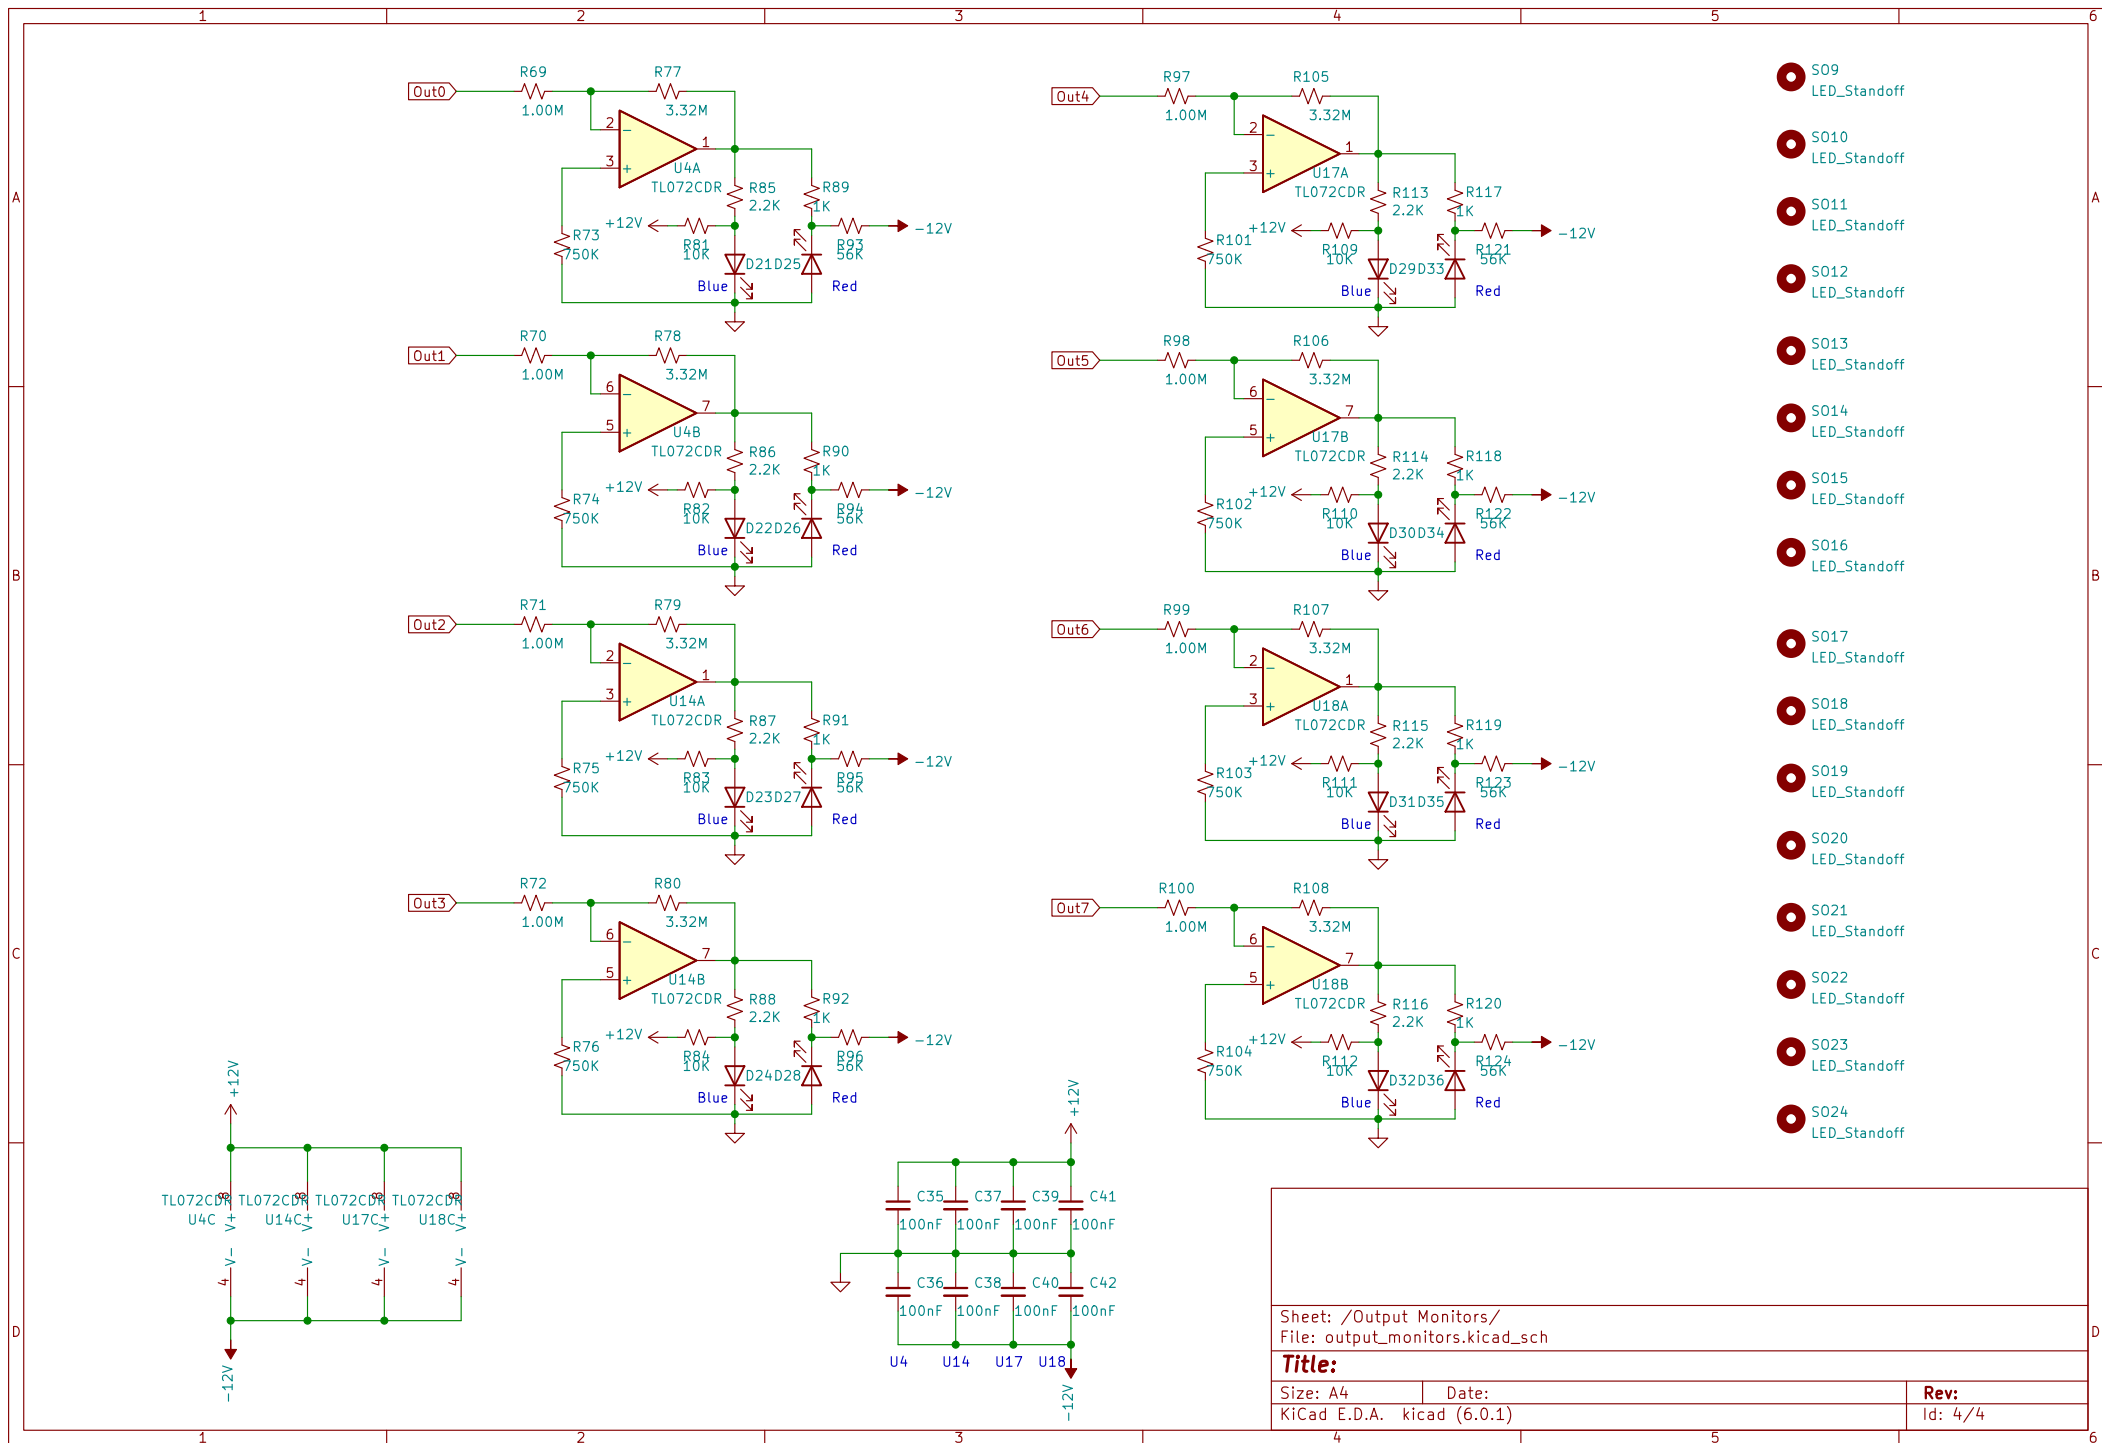 1 2 3 4 5 6
A
B
C
D
A
B
C
D
1 2 3 4 5 6
Out0
R69
1.00M
R77
3.32M
2
3
1
U4A
TL072CDR
R85
2.2K
R89
1K
+12V
R81
10K
R93
56K
-12V
R73
750K
D21 D25
Blue
Red
Out1
R70
1.00M
R78
3.32M
6
5
7
U4B
TL072CDR
R86
2.2K
R90
1K
+12V
R82
10K
R94
56K
-12V
R74
750K
D22 D26
Blue
Red
Out2
R71
1.00M
R79
3.32M
2
3
1
U14A
TL072CDR
R87
2.2K
R91
1K
+12V
R83
10K
R95
56K
-12V
R75
750K
D23 D27
Blue
Red
Out3
R72
1.00M
R80
3.32M
6
5
7
U14B
TL072CDR
R88
2.2K
R92
1K
+12V
R84
10K
R96
56K
-12V
R76
750K
D24 D28
Blue
Red
Out4
R97
1.00M
R105
3.32M
2
3
1
U17A
TL072CDR
R113
2.2K
R117
1K
+12V
R109
10K
R121
56K
-12V
R101
750K
D29 D33
Blue
Red
Out5
R98
1.00M
R106
3.32M
6
5
7
U17B
TL072CDR
R114
2.2K
R118
1K
+12V
R110
10K
R122
56K
-12V
R102
750K
D30 D34
Blue
Red
Out6
R99
1.00M
R107
3.32M
2
3
1
U18A
TL072CDR
R115
2.2K
R119
1K
+12V
R111
10K
R123
56K
-12V
R103
750K
D31 D35
Blue
Red
Out7
R100
1.00M
R108
3.32M
6
5
7
U18B
TL072CDR
R116
2.2K
R120
1K
+12V
R112
10K
R124
56K
-12V
R104
750K
D32 D36
Blue
Red
SO9
LED_Standoff
SO10
LED_Standoff
SO11
LED_Standoff
SO12
LED_Standoff
SO13
LED_Standoff
SO14
LED_Standoff
SO15
LED_Standoff
SO16
LED_Standoff
SO17
LED_Standoff
SO18
LED_Standoff
SO19
LED_Standoff
SO20
LED_Standoff
SO21
LED_Standoff
SO22
LED_Standoff
SO23
LED_Standoff
SO24
LED_Standoff
+12V
8 8 8 8
TL072CDR TL072CDR TL072CDR TL072CDR
U4C U14C U17C U18C
V+ V+ V+ V+
V- V- V- V-
4 4 4 4
-12V
+12V
C35 C37 C39 C41
100nF 100nF 100nF 100nF
C36 C38 C40 C42
100nF 100nF 100nF 100nF
U4 U14 U17 U18
-12V
Sheet: /Output Monitors/
File: output_monitors.kicad_sch
Title:
Size: A4 Date: Rev:
KiCad E.D.A. kicad (6.0.1) Id: 4/4